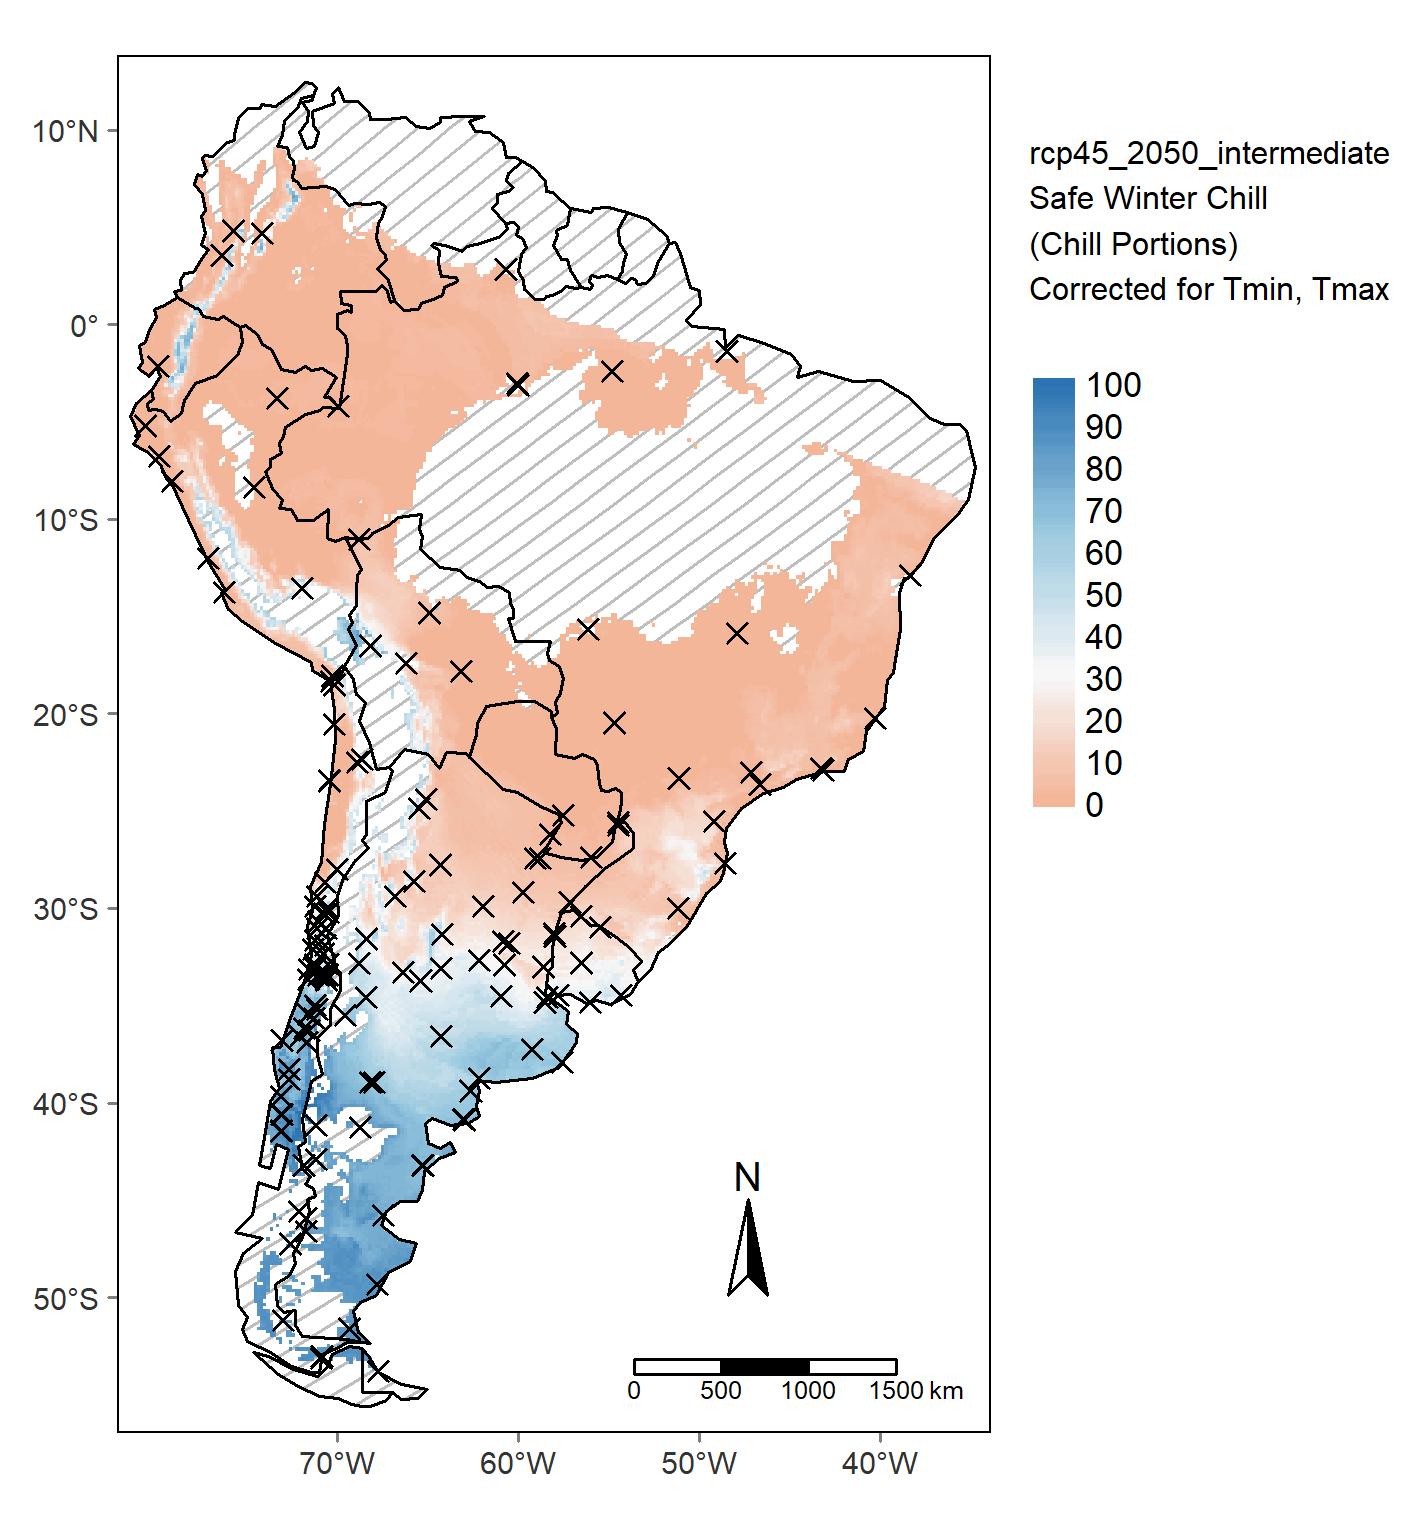 rcp45_2050_intermediate
Safe Winter Chill
(Chill Portions)
Corrected for Tmin, Tmax
100
90
80
70
60
50
40
30
20
10
0
10°N
0°
10°S
20°S
30°S
40°S
50°S
N
0 500 1000 1500 km
70°W 60°W 50°W 40°W